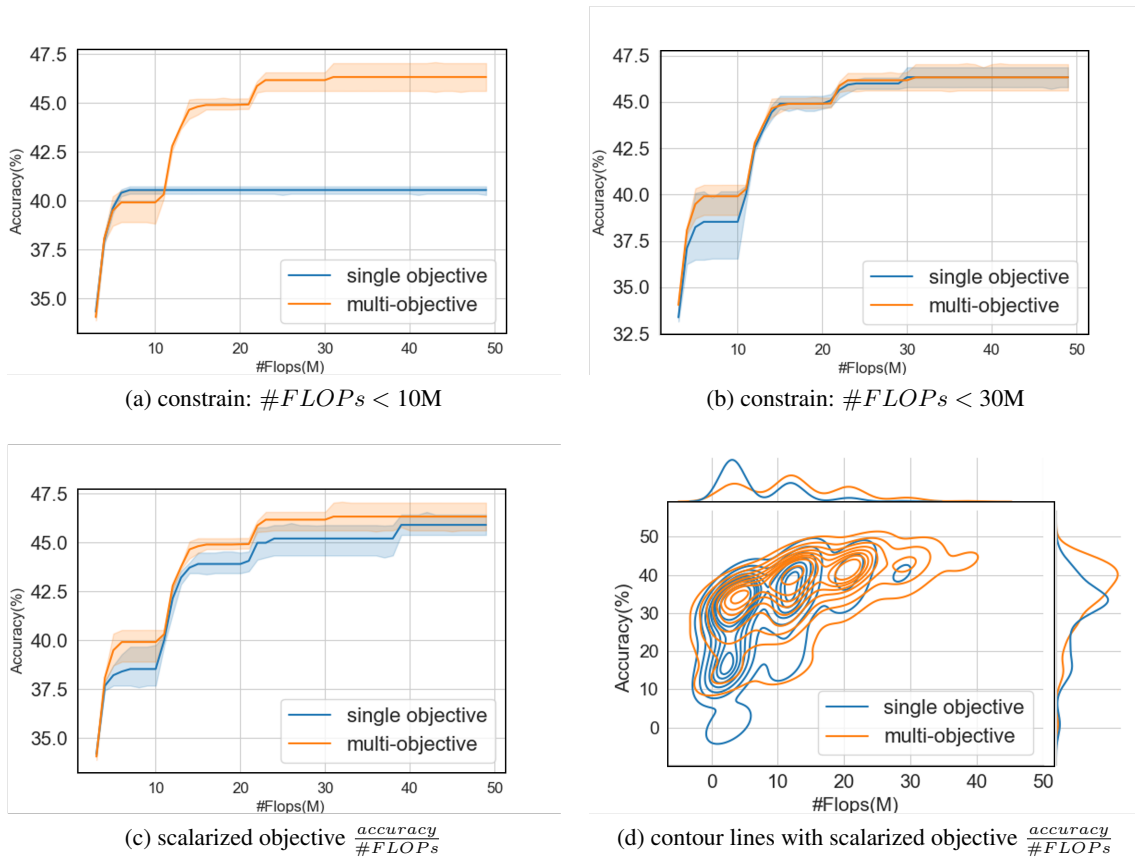 47.5
45.0
42.5
40.0
37.5
35.0
Accuracy(%)
single objective
multi-objective
10 20 30 40 50
#Flops(M)
(a) constrain: #FLOPs < 10M
47.5
45.0
42.5
40.0
37.5
35.0
32.5
Accuracy(%)
single objective
multi-objective
10 20 30 40 50
#Flops(M)
(b) constrain: #FLOPs < 30M
47.5
45.0
42.5
40.0
37.5
35.0
Accuracy(%)
single objective
multi-objective
10 20 30 40 50
#Flops(M)
(c) scalarized objective accuracy/#FLOPs
50
40
30
20
10
0
Accuracy(%)
single objective
multi-objective
0 10 20 30 40 50
#Flops(M)
(d) contour lines with scalarized objective accuracy/#FLOPs